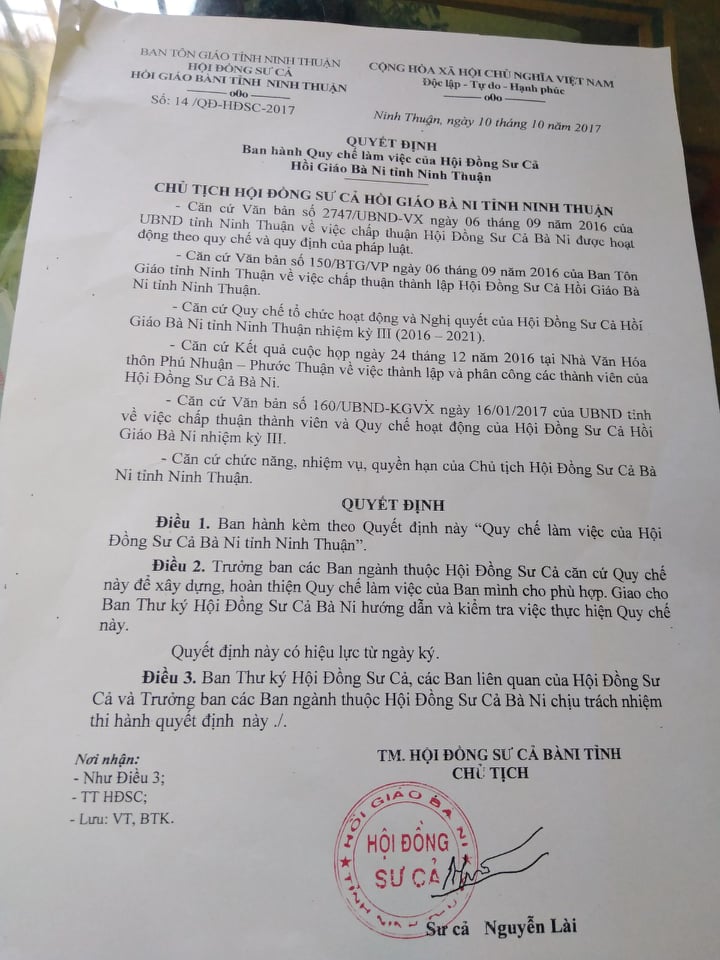 BAN TÔN GIÁO TỈNH NINH THUẬN
HỘI ĐỒNG SƯ CẢ
HỒI GIÁO BÀNI TỈNH NINH THUẬN
o0o
Số: 14 /QĐ-HĐSC-2017
CỘNG HÒA XÃ HỘI CHỦ NGHĨA VIỆT NAM
Độc lập - Tự do - Hạnh phúc
o0o
Ninh Thuận, ngày 10 tháng 10 năm 2017
QUYẾT ĐỊNH
Ban hành Quy chế làm việc của Hội Đồng Sư Cả
Hồi Giáo Bà Ni tỉnh Ninh Thuận
CHỦ TỊCH HỘI ĐỒNG SƯ CẢ HỒI GIÁO BÀ NI TỈNH NINH THUẬN
- Căn cứ Văn bản số 2747/UBND-VX ngày 06 tháng 09 năm 2016 của
UBND tỉnh Ninh Thuận về việc chấp thuận Hội Đồng Sư Cả Bà Ni được hoạt
động theo quy chế và quy định của pháp luật.
- Căn cứ Văn bản số 150/BTG/VP ngày 06 tháng 09 năm 2016 của Ban Tôn
Giáo tỉnh Ninh Thuận về việc chấp thuận thành lập Hội Đồng Sư Cả Hồi Giáo Bà
Ni tỉnh Ninh Thuận.
- Căn cứ Quy chế tổ chức hoạt động và Nghị quyết của Hội Đồng Sư Cả Hồi
Giáo Bà Ni tỉnh Ninh Thuận nhiệm kỳ III (2016 – 2021).
- Căn cứ Kết quả cuộc họp ngày 24 tháng 12 năm 2016 tại Nhà Văn Hóa
thôn Phú Nhuận – Phước Thuận về việc thành lập và phân công các thành viên của
Hội Đồng Sư Cả Bà Ni.
- Căn cứ Văn bản số 160/UBND-KGVX ngày 16/01/2017 của UBND tỉnh
về việc chấp thuận thành viên và Quy chế hoạt động của Hội Đồng Sư Cả Hồi
Giáo Bà Ni nhiệm kỳ III.
- Căn cứ chức năng, nhiệm vụ, quyền hạn của Chủ tịch Hội Đồng Sư Cả Bà
Ni tỉnh Ninh Thuận.
QUYẾT ĐỊNH
Điều 1. Ban hành kèm theo Quyết định này “Quy chế làm việc của Hội
Đồng Sư Cả Bà Ni tỉnh Ninh Thuận”.
Điều 2. Trưởng ban các Ban ngành thuộc Hội Đồng Sư Cả căn cứ Quy chế
này để xây dựng, hoàn thiện Quy chế làm việc của Ban mình cho phù hợp. Giao cho
Ban Thư ký Hội Đồng Sư Cả Bà Ni hướng dẫn và kiểm tra việc thực hiện Quy chế
này.
Quyết định này có hiệu lực từ ngày ký.
Điều 3. Ban Thư ký Hội Đồng Sư Cả, các Ban liên quan của Hội Đồng Sư
Cả và Trưởng ban các Ban ngành thuộc Hội Đồng Sư Cả Bà Ni chịu trách nhiệm
thi hành quyết định này ./.
Nơi nhận:
- Như Điều 3;
- TT HĐSC;
- Lưu: VT, BTK.
TM. HỘI ĐỒNG SƯ CẢ BÀNI TỈNH
CHỦ TỊCH
HỒI GIÁO BÀ NI
HỘI ĐỒNG
SƯ CẢ
TỈNH
Sư cả Nguyễn Lài